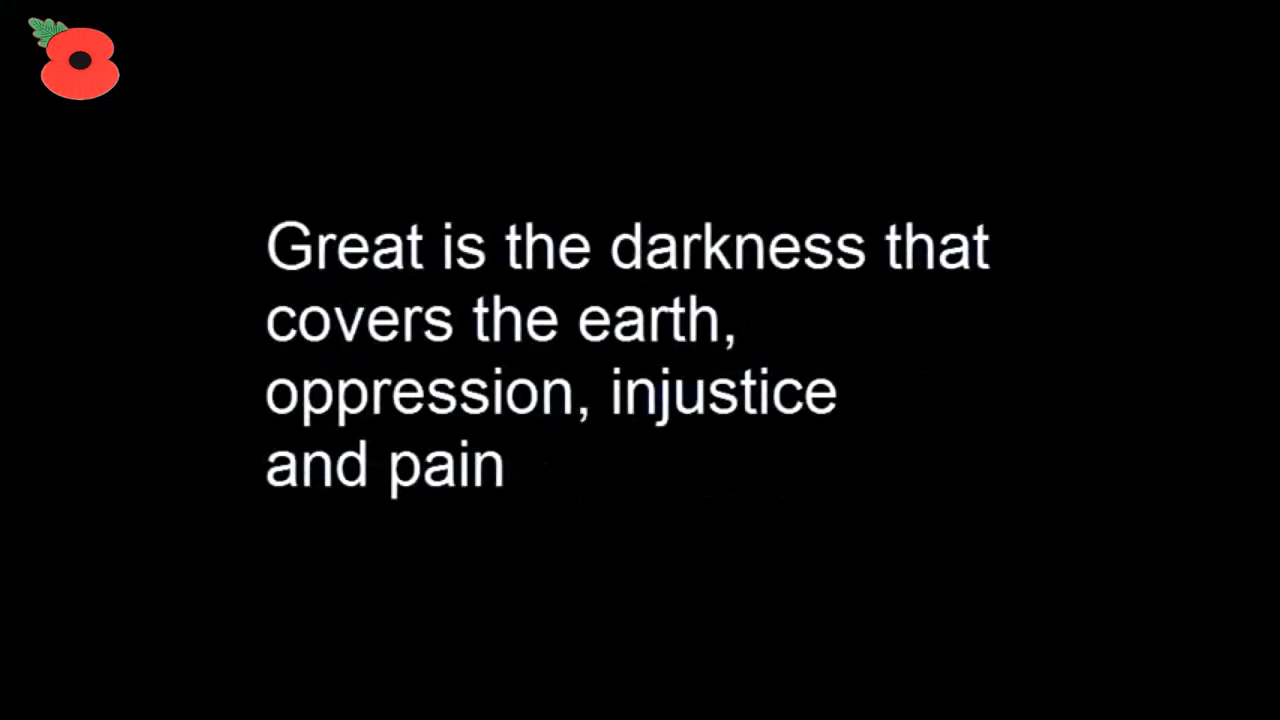 Great is the darkness that
covers the earth,
oppression, injustice
and pain